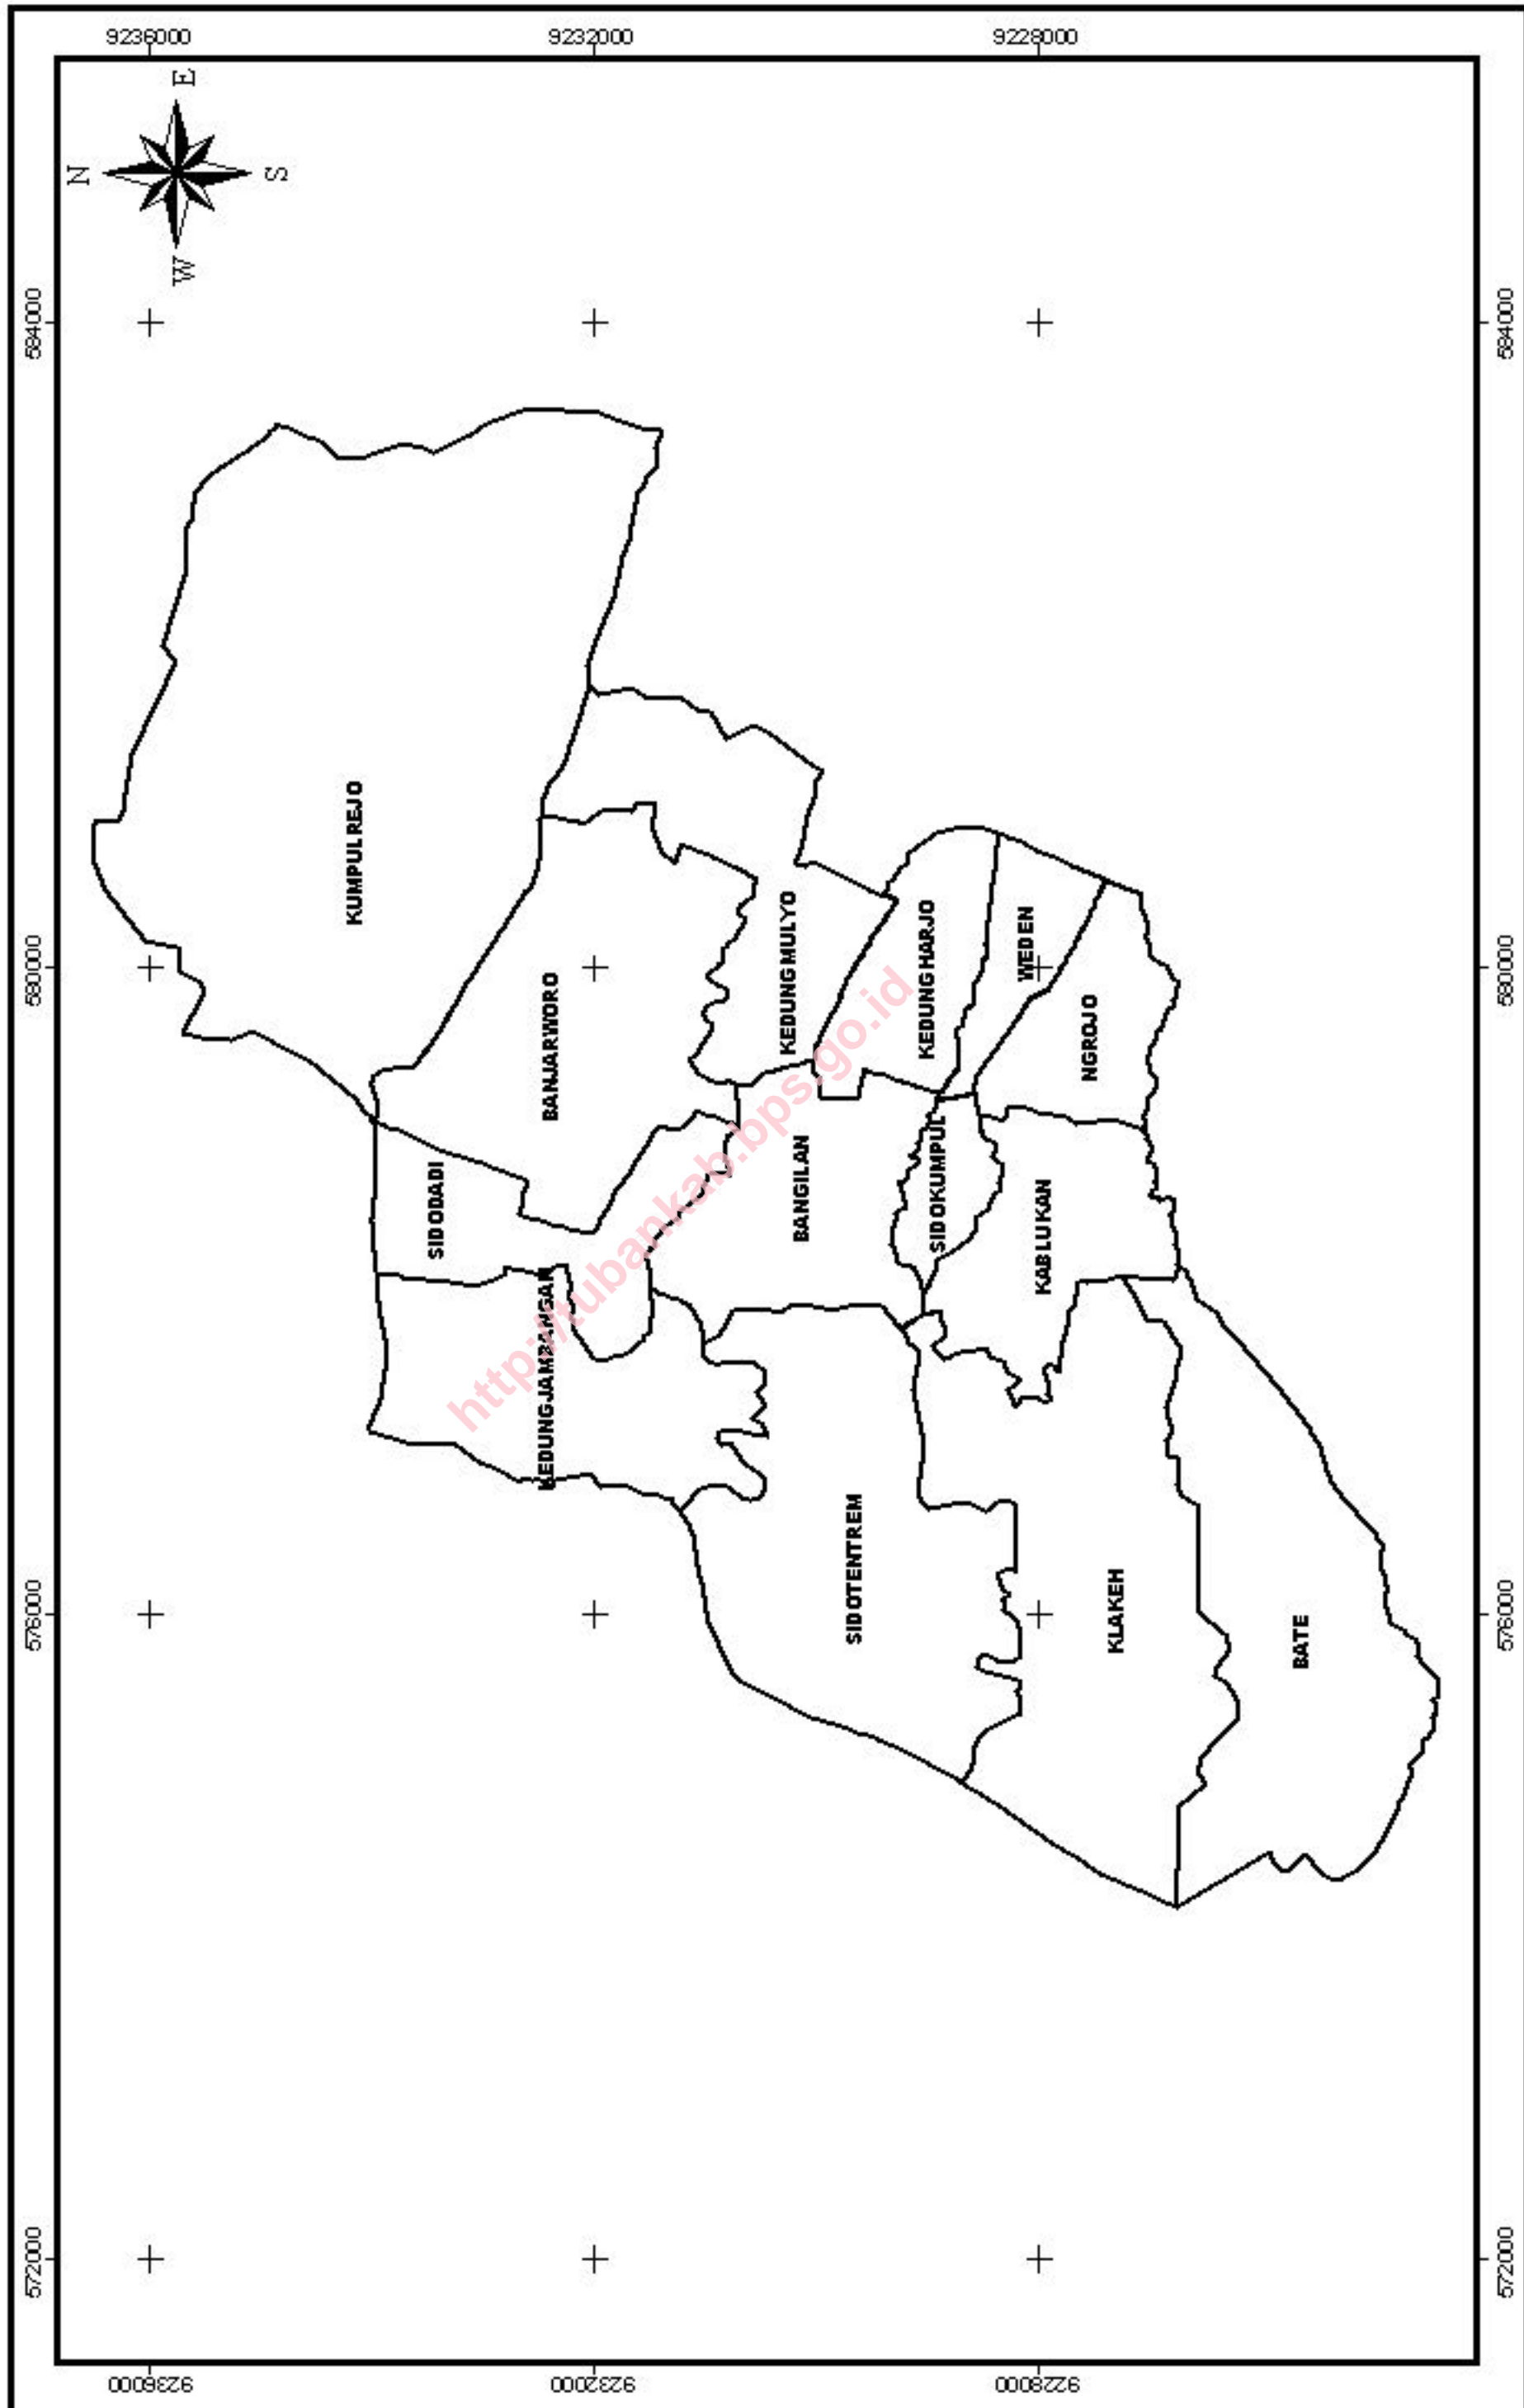 9236000
9232000
9228000
N
E
S
W
584000
584000
KUMPULREJO
KEDUNGMULYO
KEDUNGHARJO
WEDEN
580000
580000
BANJARWORO
NGROJO
SIDODADI
BANGILAN
SIDOKUMPUL
KABLUKAN
KEDUNGJAMBANGAN
http://tubankab.bps.go.id
SIDOTENTREM
KLAKEH
BATE
576000
576000
572000
572000
9236000
9232000
9228000